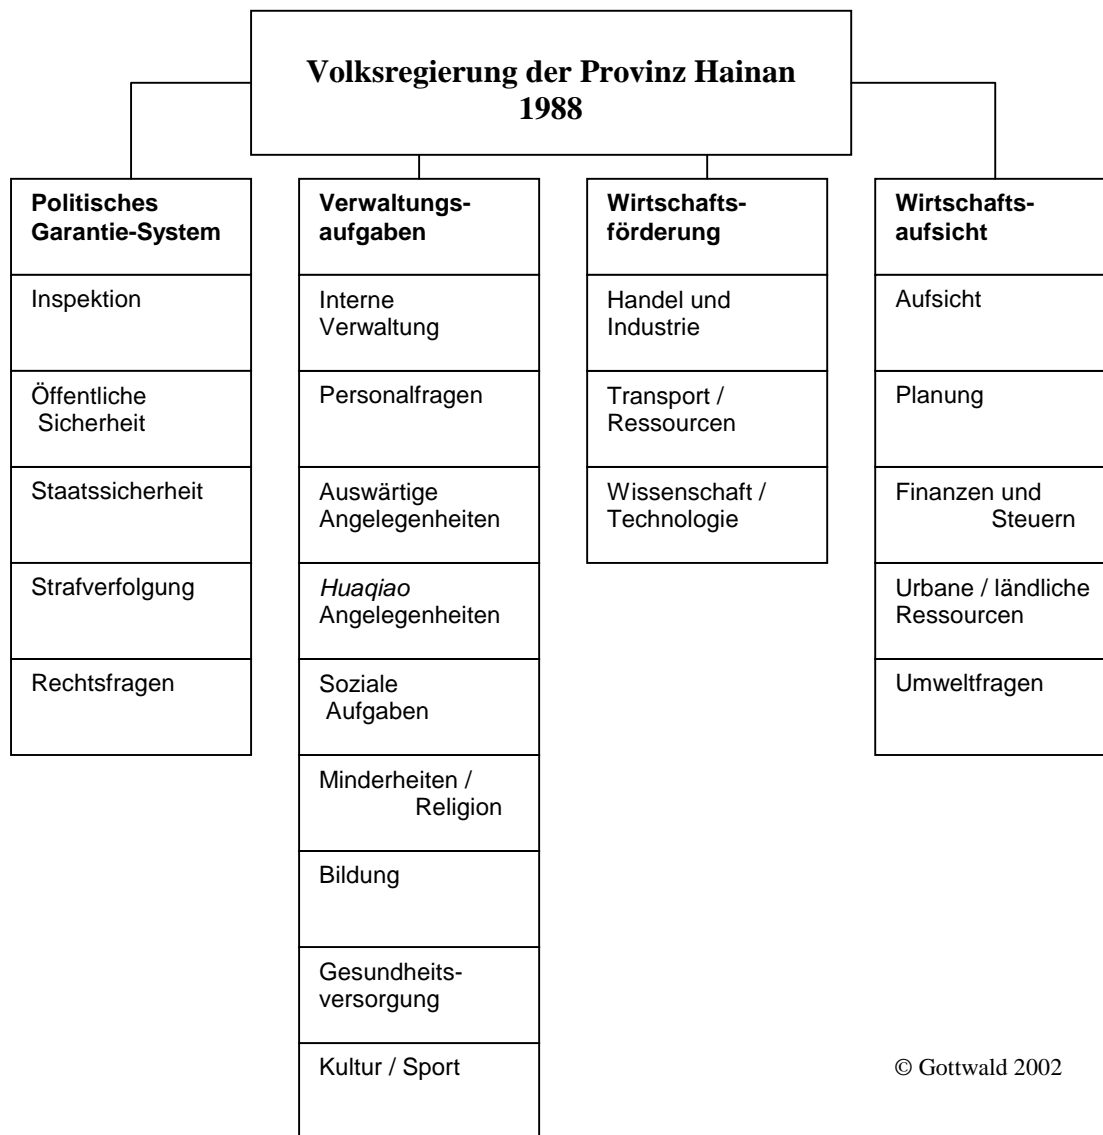 Volksregierung der Provinz Hainan
1988
Politisches
Garantie-System
Inspektion
Öffentliche
Sicherheit
Staatssicherheit
Strafverfolgung
Rechtsfragen
Verwaltungs-
aufgaben
Interne
Verwaltung
Personalfragen
Auswärtige
Angelegenheiten
Huaqiao
Angelegenheiten
Soziale
Aufgaben
Minderheiten /
Religion
Bildung
Gesundheits-
versorgung
Kultur / Sport
Wirtschafts-
förderung
Handel und
Industrie
Transport /
Ressourcen
Wissenschaft /
Technologie
Wirtschafts-
aufsicht
Aufsicht
Planung
Finanzen und
Steuern
Urbane / ländliche
Ressourcen
Umweltfragen
© Gottwald 2002